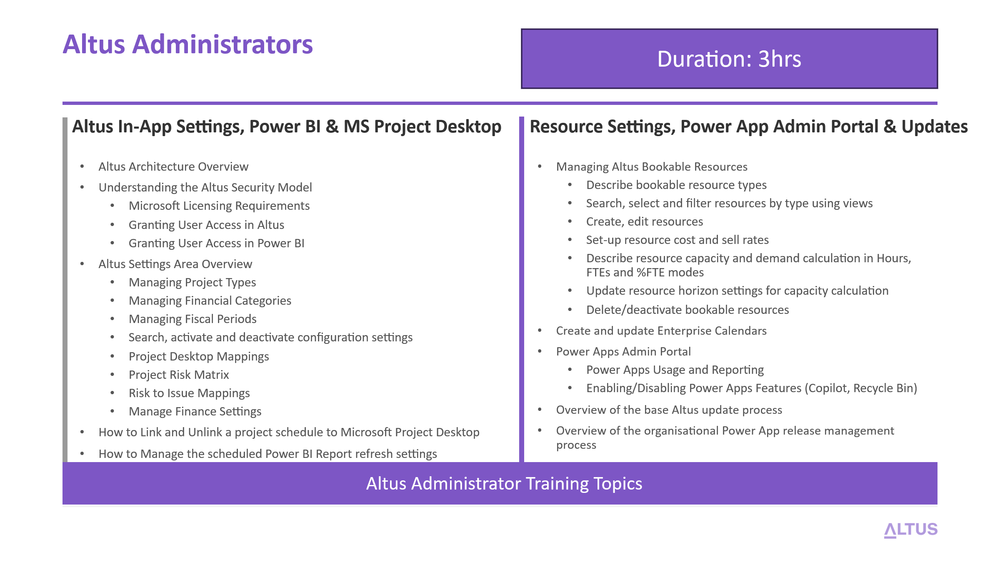 Altus Administrators
Duration: 3hrs
Altus In-App Settings, Power BI & MS Project Desktop
• Altus Architecture Overview
• Understanding the Altus Security Model
• Microsoft Licensing Requirements
• Granting User Access in Altus
• Granting User Access in Power BI
• Altus Settings Area Overview
• Managing Project Types
• Managing Financial Categories
• Managing Fiscal Periods
• Search, activate and deactivate configuration settings
• Project Desktop Mappings
• Project Risk Matrix
• Risk to Issue Mappings
• Manage Finance Settings
• How to Link and Unlink a project schedule to Microsoft Project Desktop
• How to Manage the scheduled Power BI Report refresh settings
Resource Settings, Power App Admin Portal & Updates
• Managing Altus Bookable Resources
• Describe bookable resource types
• Search, select and filter resources by type using views
• Create, edit resources
• Set-up resource cost and sell rates
• Describe resource capacity and demand calculation in Hours,
FTEs and %FTE modes
• Update resource horizon settings for capacity calculation
• Delete/deactivate bookable resources
• Create and update Enterprise Calendars
• Power Apps Admin Portal
• Power Apps Usage and Reporting
• Enabling/Disabling Power Apps Features (Copilot, Recycle Bin)
• Overview of the base Altus update process
• Overview of the organisational Power App release management
process
Altus Administrator Training Topics
ALTUS